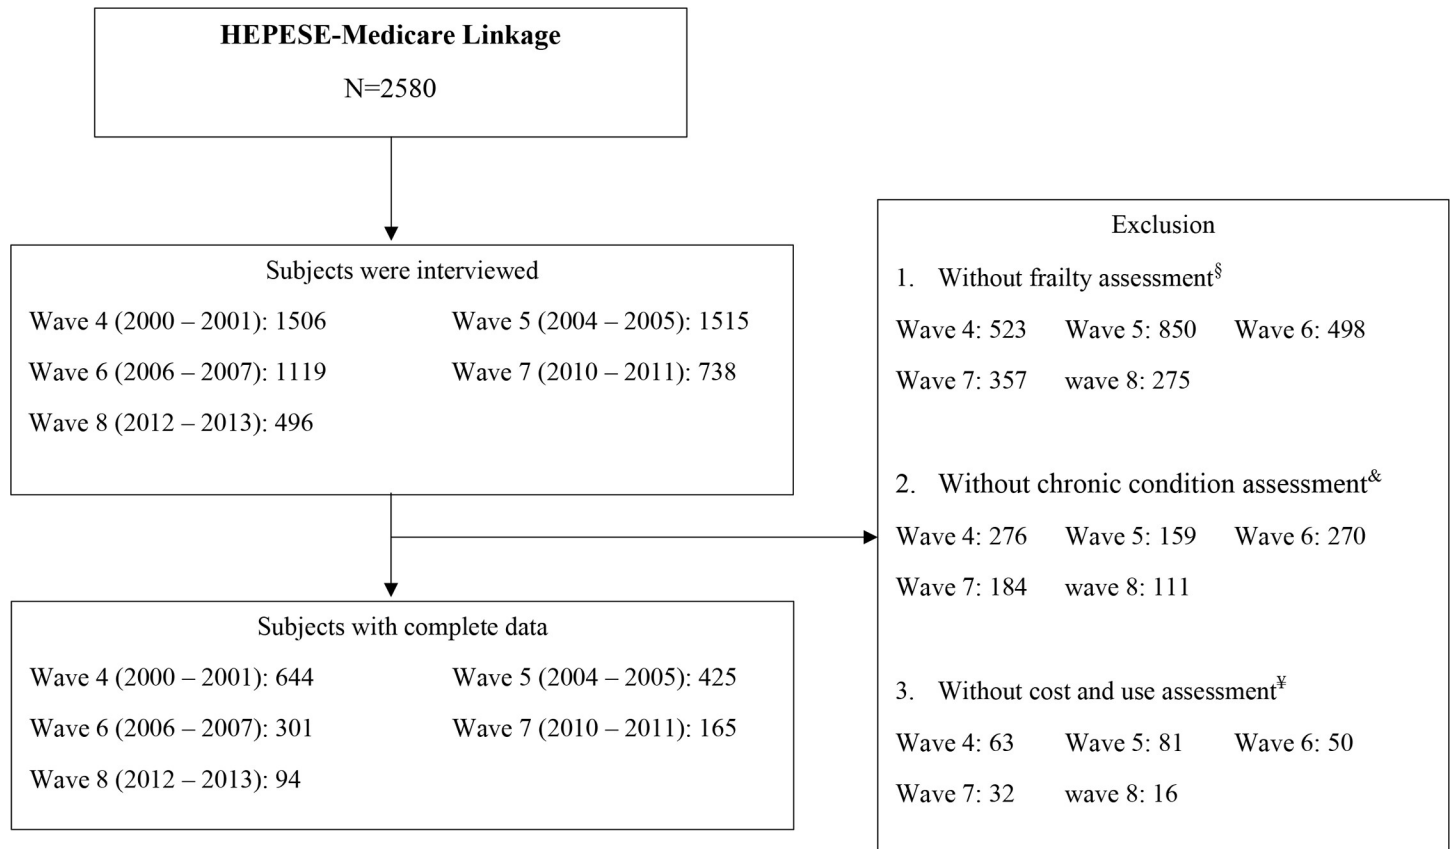 HEPESE-Medicare Linkage
N=2580
Subjects were interviewed
Wave 4 (2000 – 2001): 1506 Wave 5 (2004 – 2005): 1515
Wave 6 (2006 – 2007): 1119 Wave 7 (2010 – 2011): 738
Wave 8 (2012 – 2013): 496
Exclusion
1. Without frailty assessment§
Wave 4: 523 Wave 5: 850 Wave 6: 498
Wave 7: 357 wave 8: 275
2. Without chronic condition assessment&
Wave 4: 276 Wave 5: 159 Wave 6: 270
Wave 7: 184 wave 8: 111
3. Without cost and use assessment¥
Wave 4: 63 Wave 5: 81 Wave 6: 50
Wave 7: 32 wave 8: 16
Subjects with complete data
Wave 4 (2000 – 2001): 644 Wave 5 (2004 – 2005): 425
Wave 6 (2006 – 2007): 301 Wave 7 (2010 – 2011): 165
Wave 8 (2012 – 2013): 94